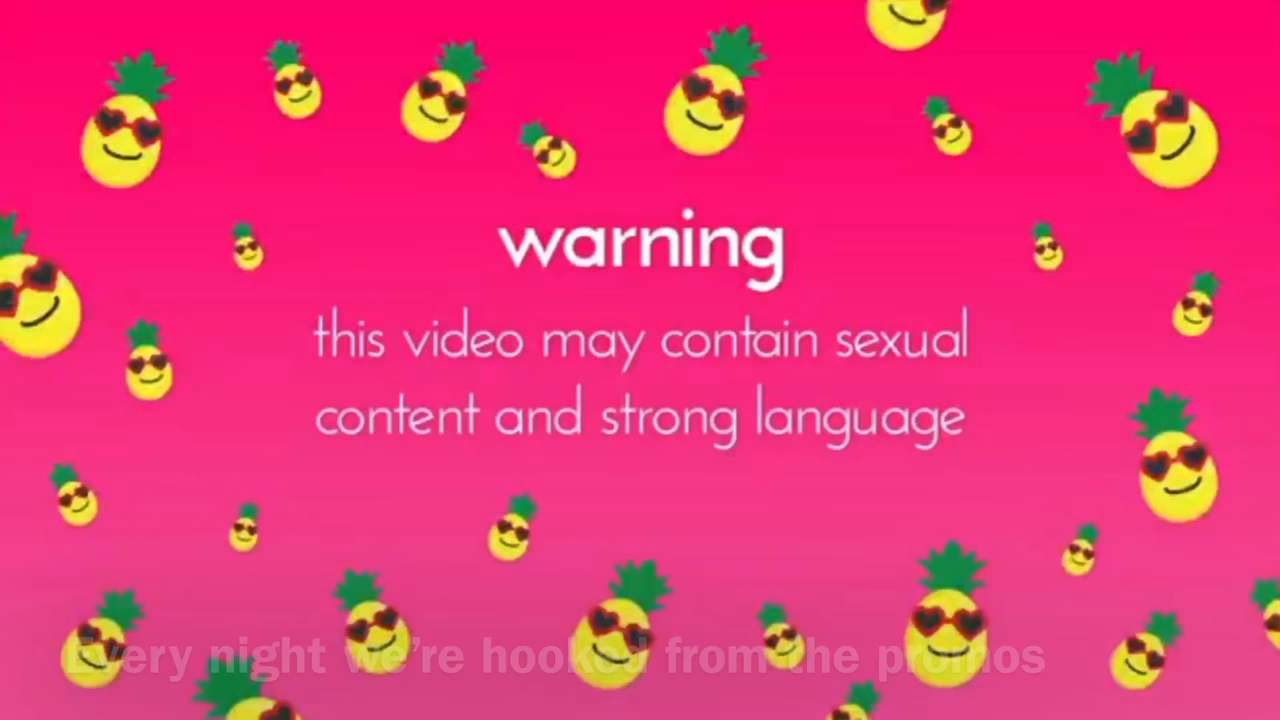 warning
this video may contain sexual
content and strong language
Every night we’re hooked from the promos